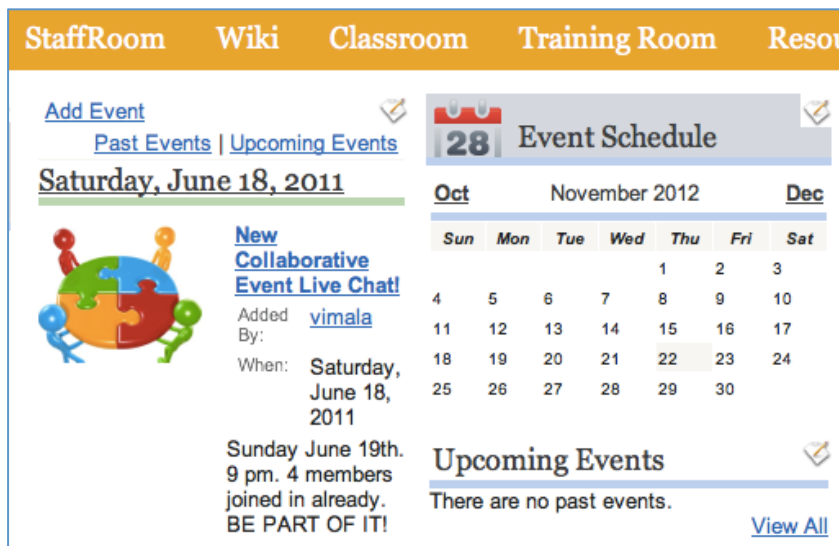 StaffRoom Wiki Classroom Training Room
Add Event
Past Events | Upcoming Events
Saturday, June 18, 2011
New
Collaborative
Event Live Chat!
Added
By:
vimala
When:
Saturday,
June 18,
2011
Sunday June 19th.
9 pm. 4 members
joined in already.
BE PART OF IT!
28
Event Schedule
Oct November 2012 Dec
Sun Mon Tue Wed Thu Fri Sat
1 2 3
4 5 6 7 8 9 10
11 12 13 14 15 16 17
18 19 20 21 22 23 24
25 26 27 28 29 30
Upcoming Events
There are no past events.
View All